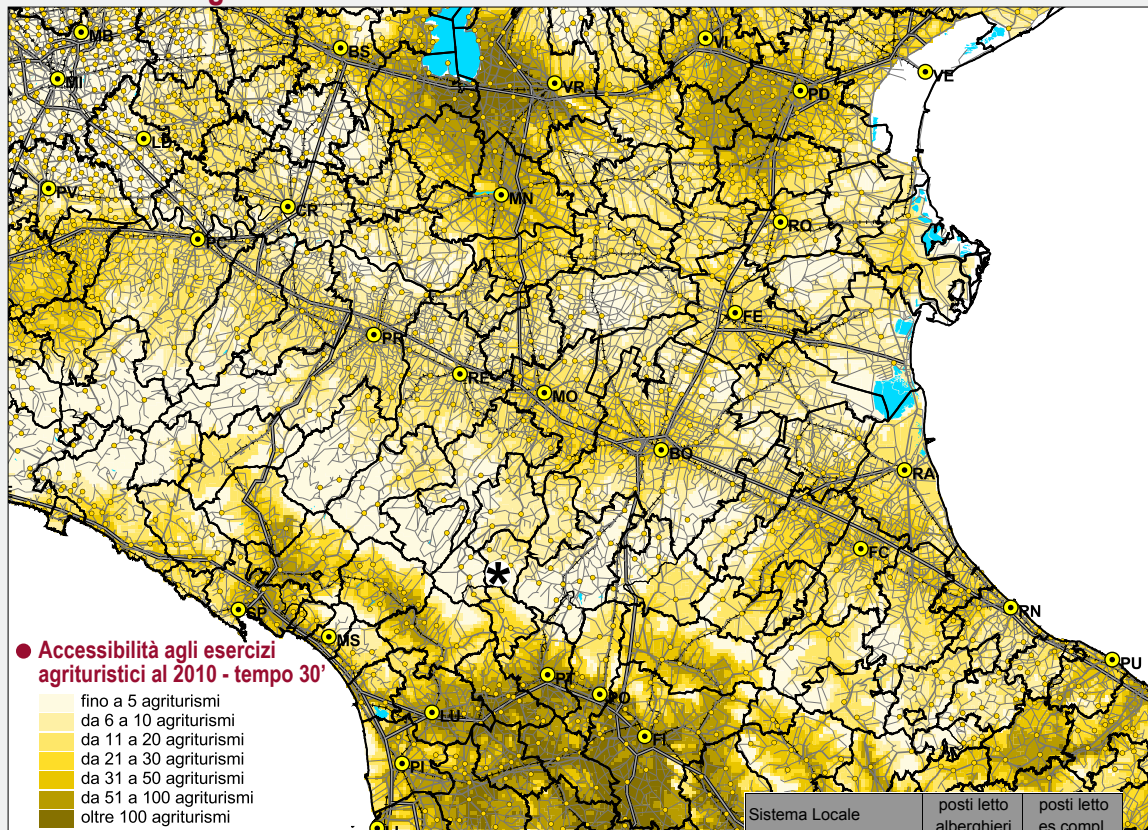 MB
BS
VI
MI
VR
VE
PD
LD
PV
MN
CR
RO
PC
FE
PR
RE
MO
BO
RA
FC
*
SP
RN
MS
PU
● Accessibilità agli esercizi
agrituristici al 2010 - tempo 30’
PT
PO
fino a 5 agriturismi
da 6 a 10 agriturismi
LU
da 11 a 20 agriturismi
FI
da 21 a 30 agriturismi
PI
da 31 a 50 agriturismi
da 51 a 100 agriturismi
oltre 100 agriturismi
Sistema Locale
posti letto
alberghieri
posti letto
es.compl.